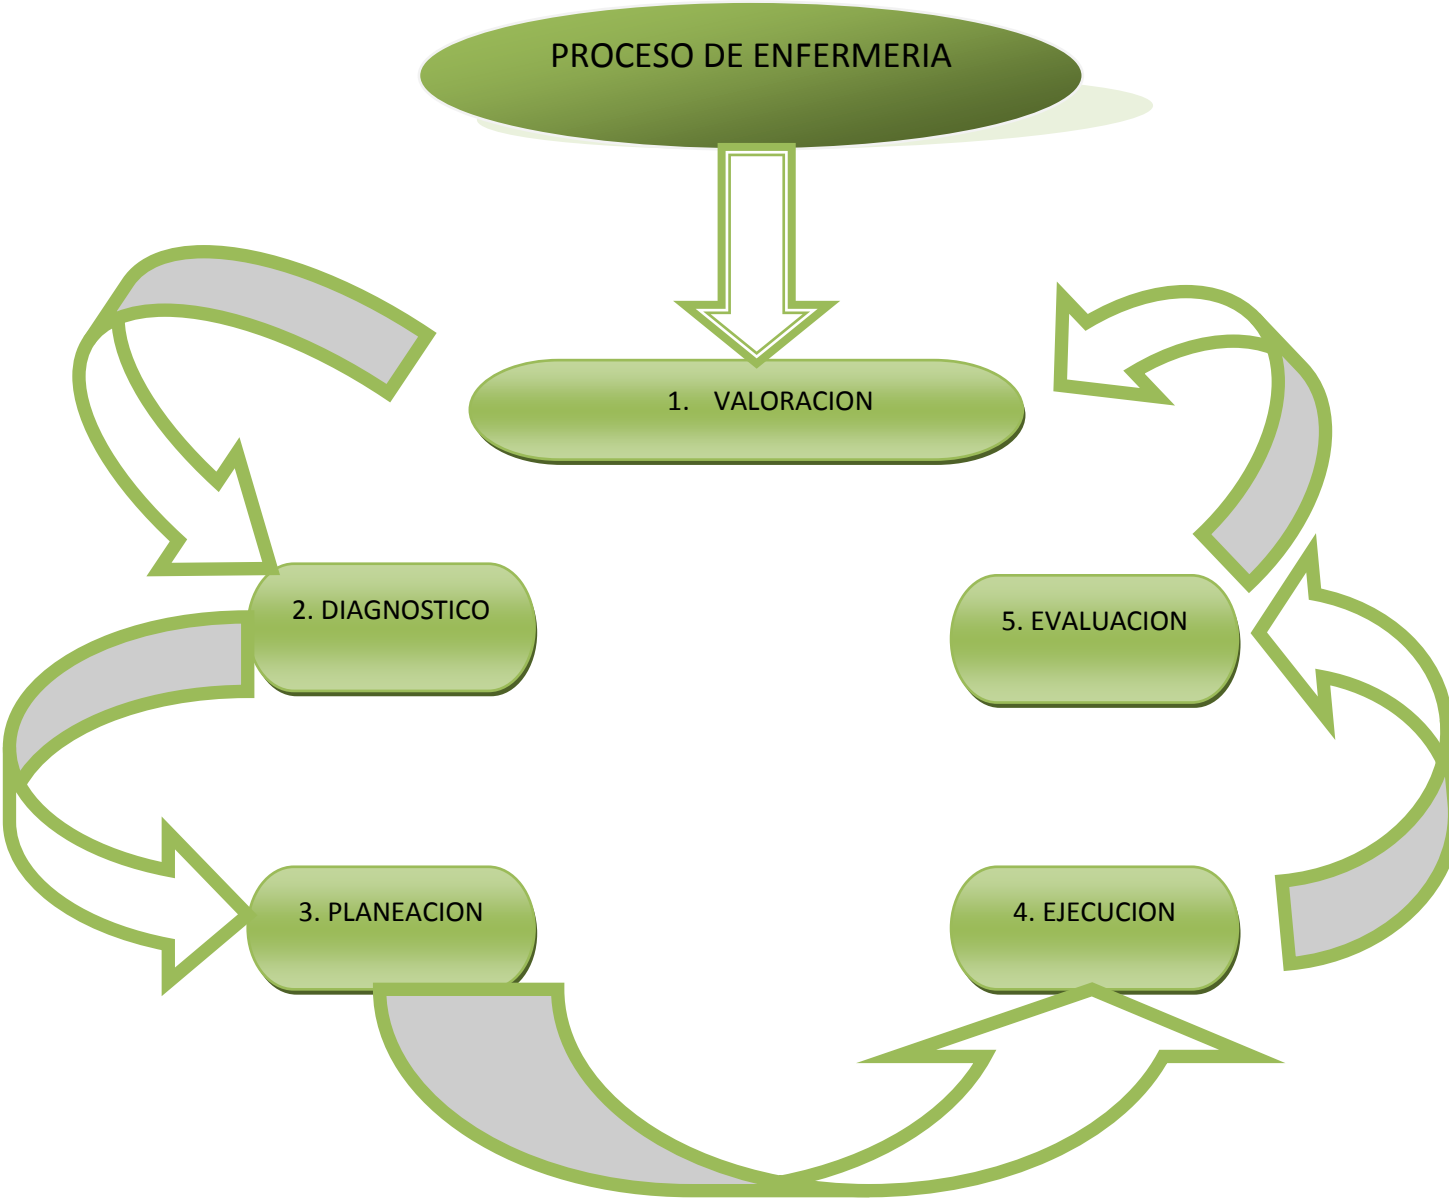 PROCESO DE ENFERMERIA
1. VALORACION
2. DIAGNOSTICO
5. EVALUACION
3. PLANEACION
4. EJECUCION